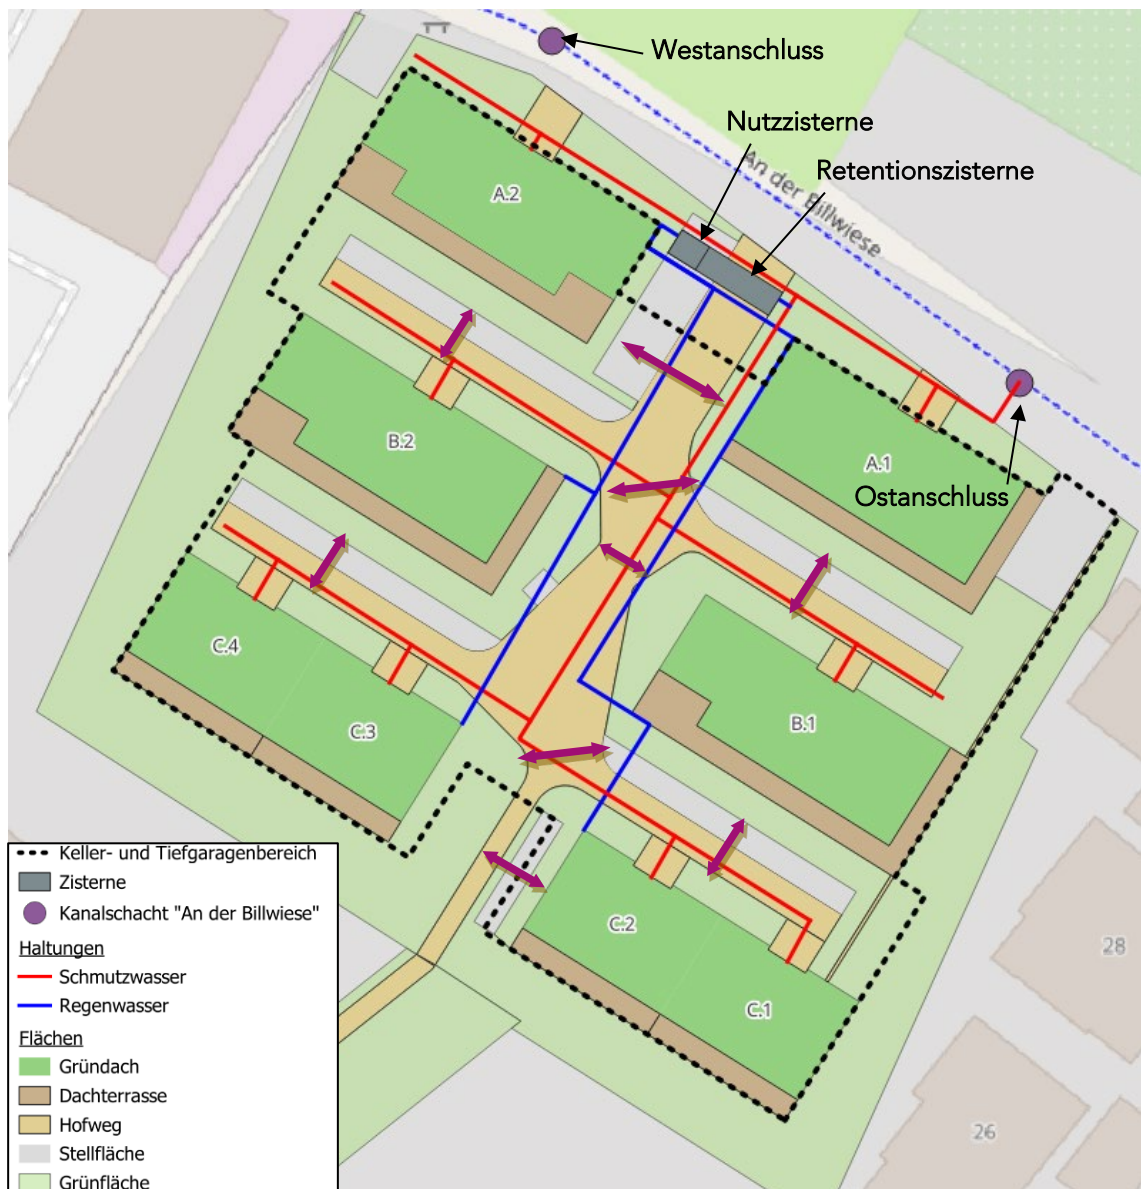 Westanschluss
Nutzzisterne
An der Billwiese
Retentionszisterne
A.2
A.1
B.2
Ostanschluss
C.4
C.3
B.1
C.2
C.1
28
26
Keller- und Tiefgaragenbereich
Zisterne
Kanalschacht "An der Billwiese"
Haltungen
Schmutzwasser
Regenwasser
Flächen
Gründach
Dachterrasse
Hofweg
Stellfläche
Grünfläche